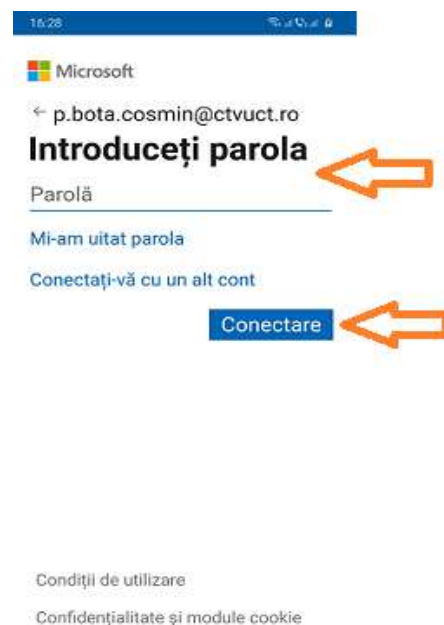 16:28
Microsoft
← p.bota.cosmin@ctvuct.ro
Introduceți parola
Parolă
Mi-am uitat parola
Conectați-vă cu un alt cont
Conectare
Condiții de utilizare
Confidențialitate și module cookie